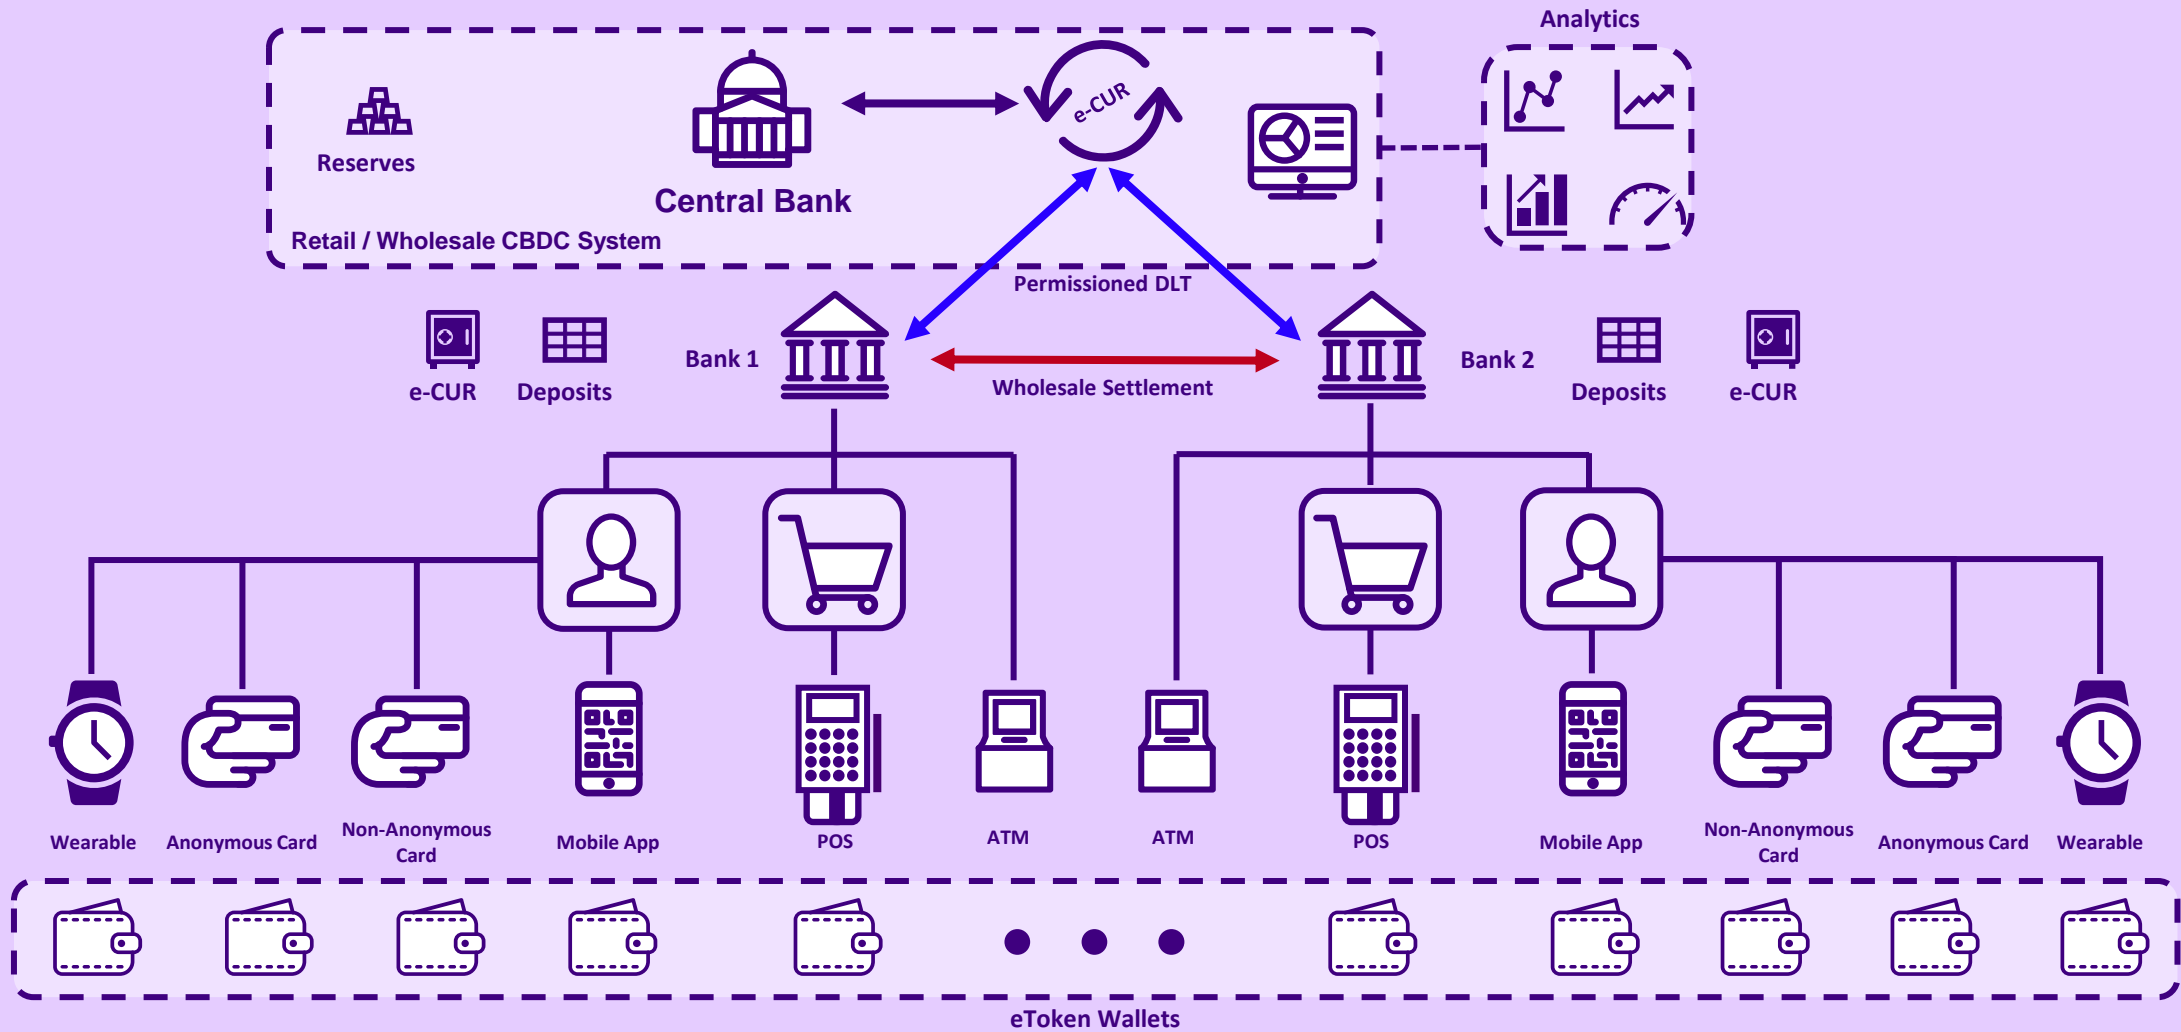 Analytics
e-CUR
Reserves
Central Bank
Retail / Wholesale CBDC System
Permissioned DLT
Bank 1
Bank 2
e-CUR
Deposits
Wholesale Settlement
Deposits
e-CUR
Wearable
Anonymous Card
Non-Anonymous
Card
Mobile App
POS
ATM
ATM
POS
Mobile App
Non-Anonymous
Card
Anonymous Card
Wearable
eToken Wallets